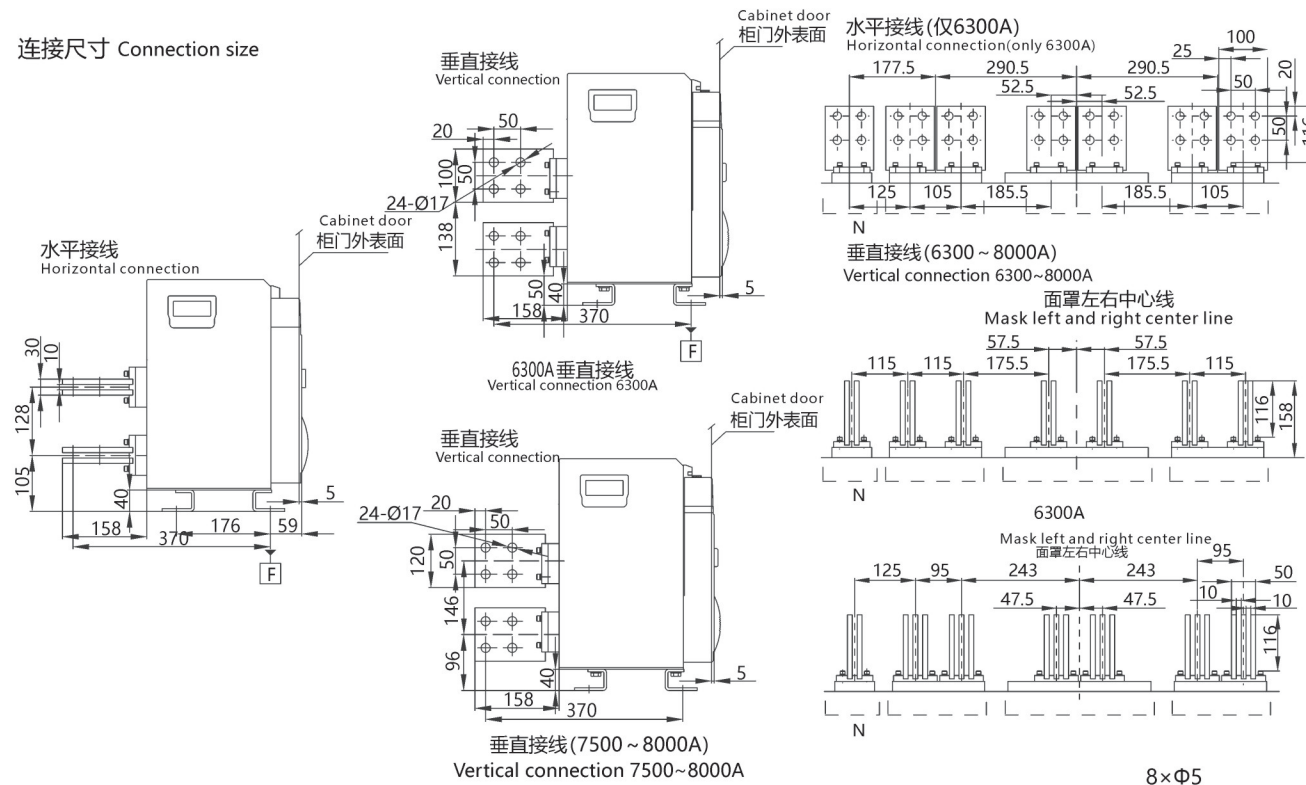 连接尺寸 Connection size
水平接线
Horizontal connection
Cabinet door
柜门外表面
30
10
128
105
40
5
158
176
59
370
F
垂直接线
Vertical connection
Cabinet door
柜门外表面
50
20
100
50
24-Ø17
138
50
40
5
158
370
F
6300A垂直接线
Vertical connection 6300A
垂直接线
Vertical connection
Cabinet door
柜门外表面
20
50
24-Ø17
120
50
146
96
40
5
158
370
垂直接线(7500~8000A)
Vertical connection 7500~8000A
水平接线(仅6300A)
Horizontal connection(only 6300A)
100
25
177.5
290.5
290.5
50
20
52.5
52.5
50
116
125
105
185.5
185.5
105
N
垂直接线(6300~8000A)
Vertical connection 6300~8000A
面罩左右中心线
Mask left and right center line
57.5
57.5
115
115
175.5
175.5
115
116
158
N
6300A
Mask left and right center line
面罩左右中心线
95
125
95
243
243
50
47.5
47.5
10
10
116
N
8×Φ5